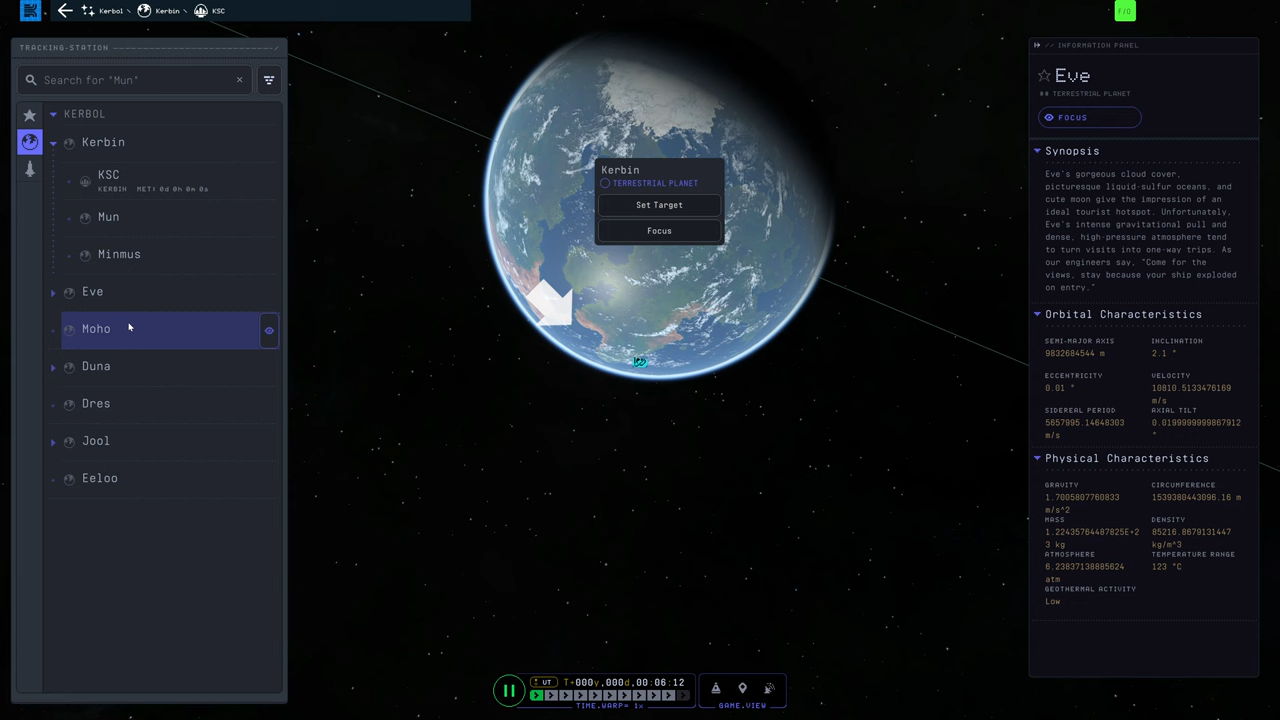 Kerbol
Kerbin
KSC
F/O
TRACKING-STATION
Search for "Mun"
KERBOL
Kerbin
KSC
KERBIN MET: 0d 0h 0m 0s
Mun
Minmus
Eve
Moho
Duna
Dres
Jool
Eeloo
Kerbin
TERRESTRIAL PLANET
Set Target
Focus
// INFORMATION PANEL
Eve
TERRESTRIAL PLANET
FOCUS
Synopsis
Eve's gorgeous cloud cover,
picturesque liquid-sulfur oceans, and
cute moon give the impression of an
ideal tourist hotspot. Unfortunately,
Eve's intense gravitational pull and
dense, high-pressure atmosphere tend
to turn visits into one-way trips. As
our engineers say, "Come for the
views, stay because your ship exploded
on entry."
Orbital Characteristics
SEMI-MAJOR AXIS
9832684544 m
INCLINATION
2.1 °
ECCENTRICITY
0.01 °
VELOCITY
10810.5133476169
m/s
SIDEREAL PERIOD
5657995.14648303
m/s
AXIAL TILT
0.0199999999867912
°
Physical Characteristics
GRAVITY
1.7005807760833
m/s^2
CIRCUMFERENCE
1539380443096.16 m
MASS
1.22435764487825E+2
3 kg
DENSITY
85216.8679131447
kg/m^3
ATMOSPHERE
6.23837138885624
atm
TEMPERATURE RANGE
123 °C
GEOTHERMAL ACTIVITY
Low
UT T+000y,000d,00:06:12
TIME.WARP= 1x
GAME.VIEW